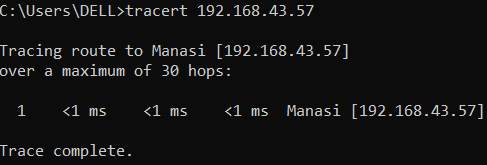 C:\Users\DELL>tracert 192.168.43.57
Tracing route to Manasi [192.168.43.57]
over a maximum of 30 hops:
1 <1 ms <1 ms <1 ms Manasi [192.168.43.57]
Trace complete.